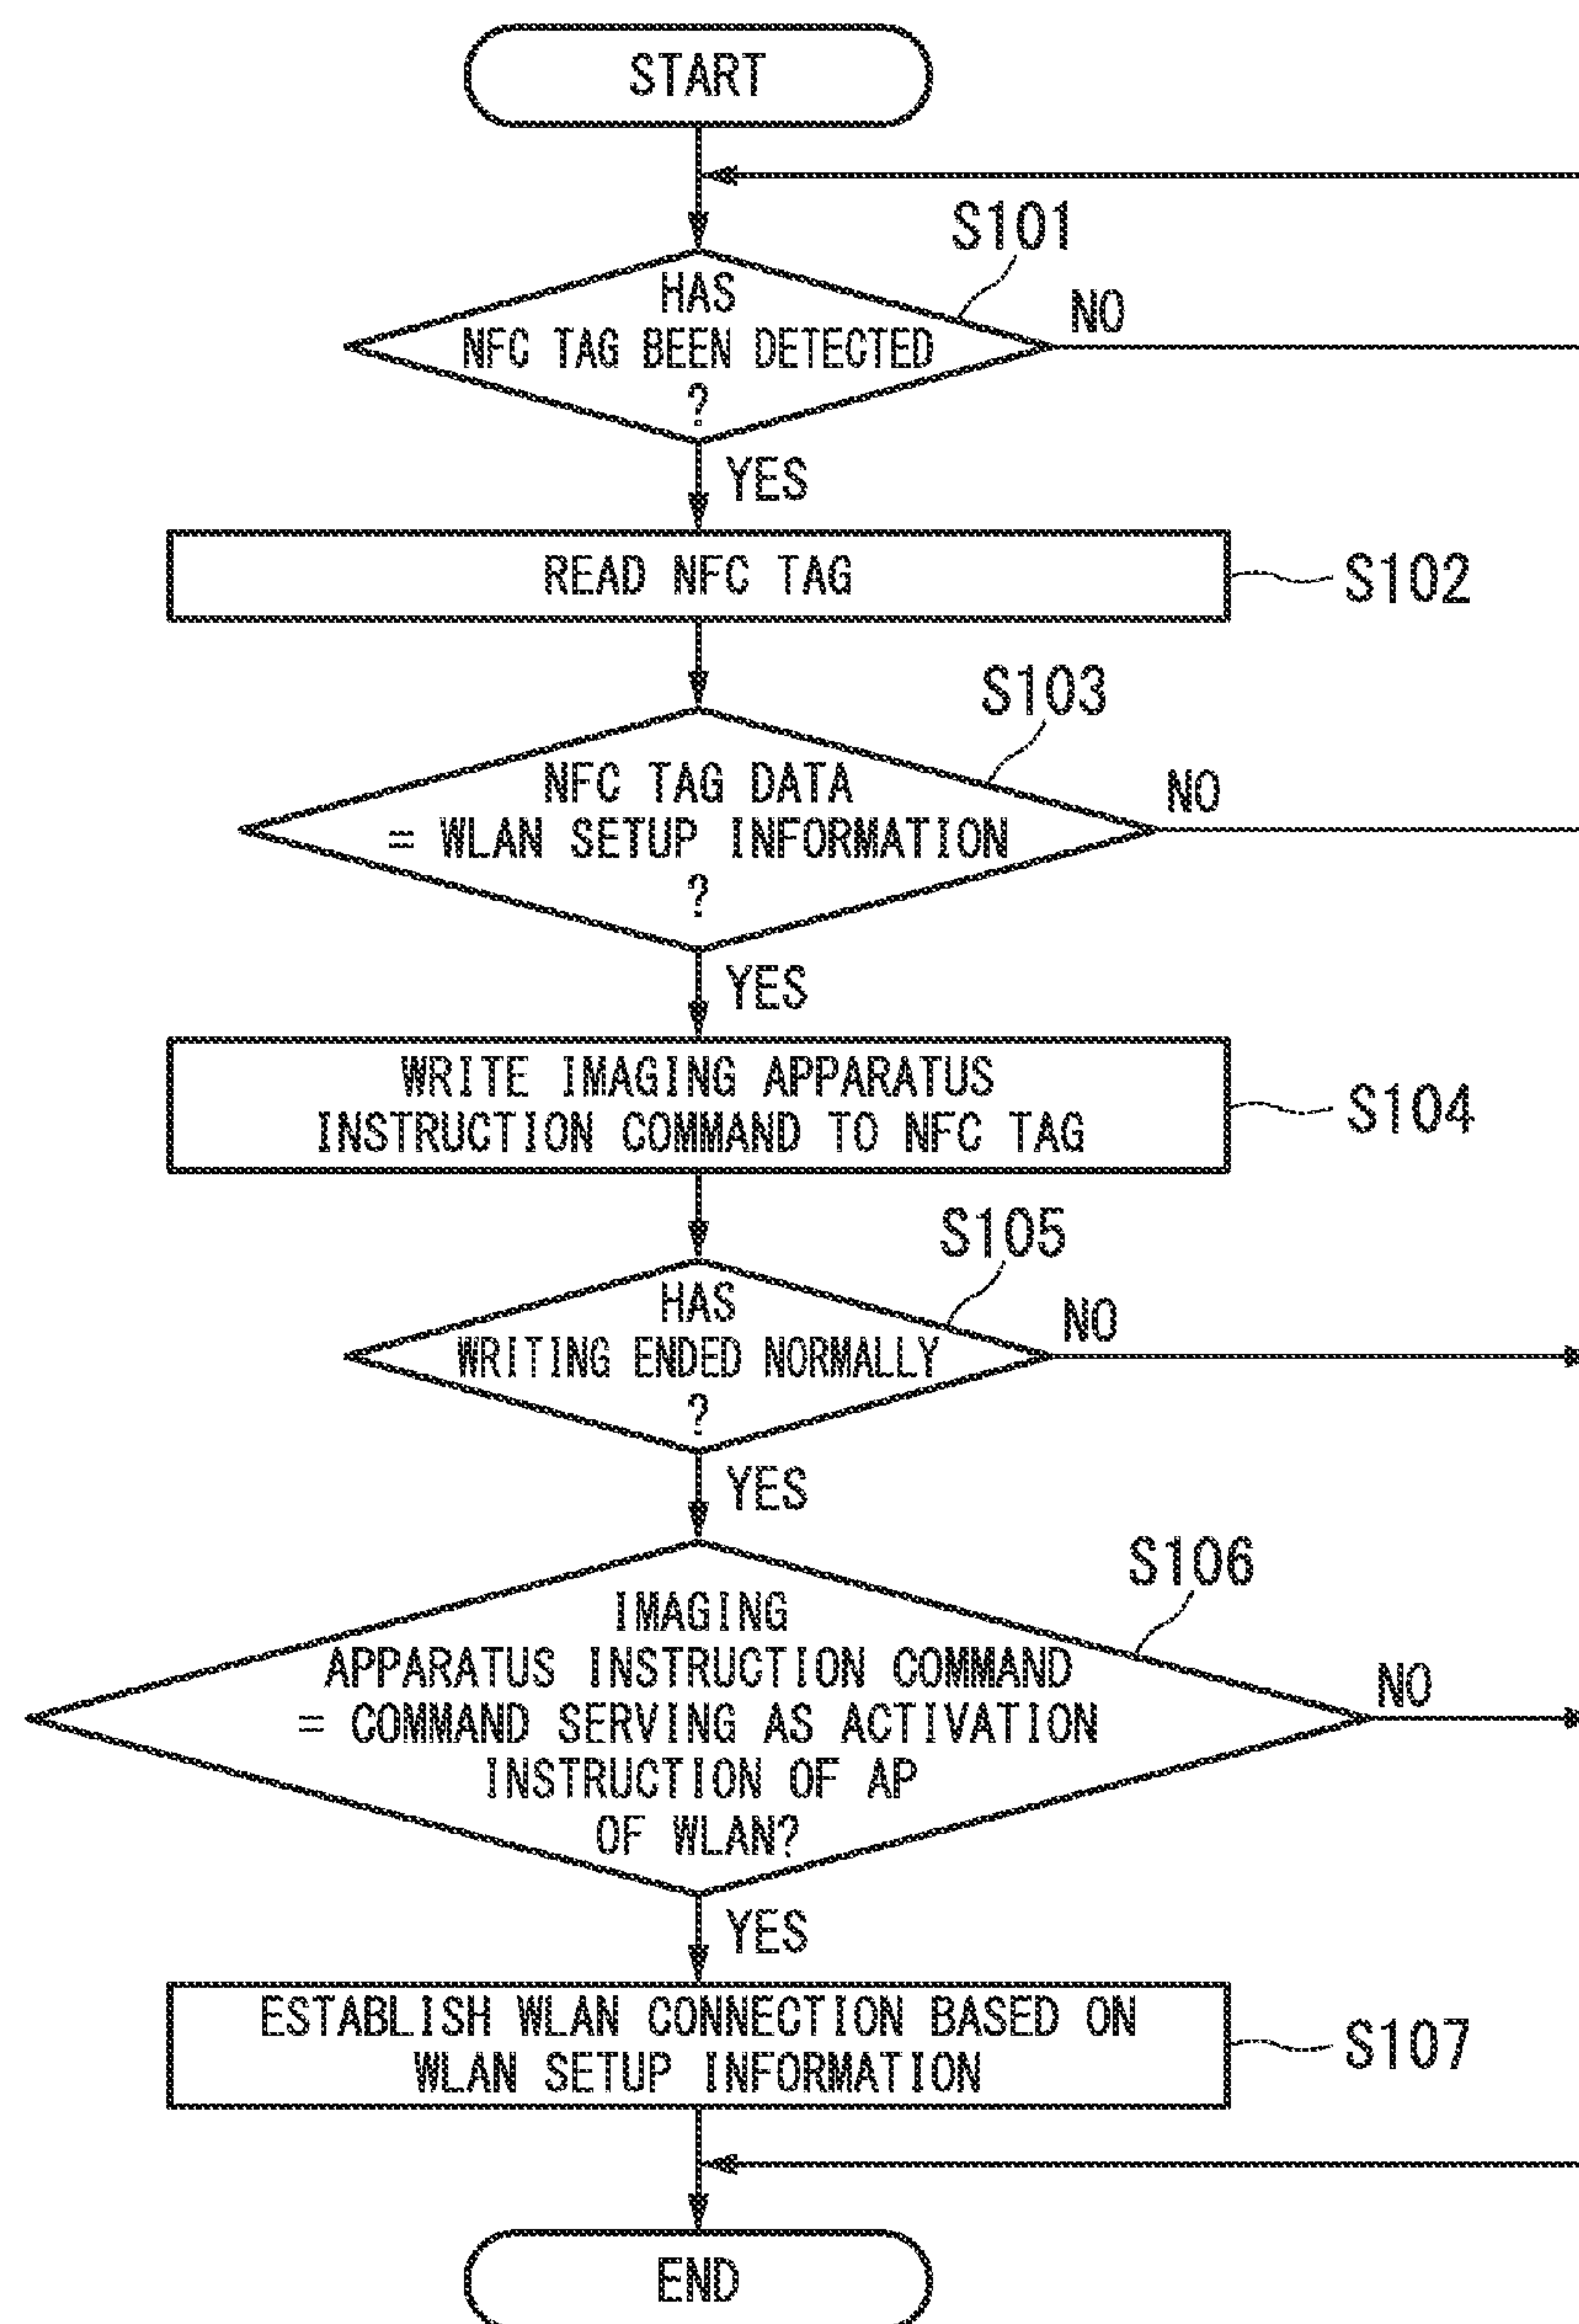 START
S101
HAS
NFC TAG BEEN DETECTED
?
NO
YES
READ NFC TAG
S102
S103
NFC TAG DATA
= WLAN SETUP INFORMATION
?
NO
YES
WRITE IMAGING APPARATUS
INSTRUCTION COMMAND TO NFC TAG
S104
S105
HAS
WRITING ENDED NORMALLY
?
NO
YES
S106
IMAGING
APPARATUS INSTRUCTION COMMAND
= COMMAND SERVING AS ACTIVATION
INSTRUCTION OF AP
OF WLAN?
NO
YES
ESTABLISH WLAN CONNECTION BASED ON
WLAN SETUP INFORMATION
S107
END